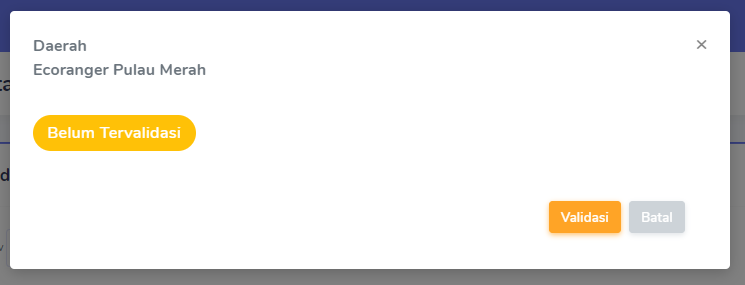 Daerah
×
Ecoranger Pulau Merah
Belum Tervalidasi
Validasi
Batal